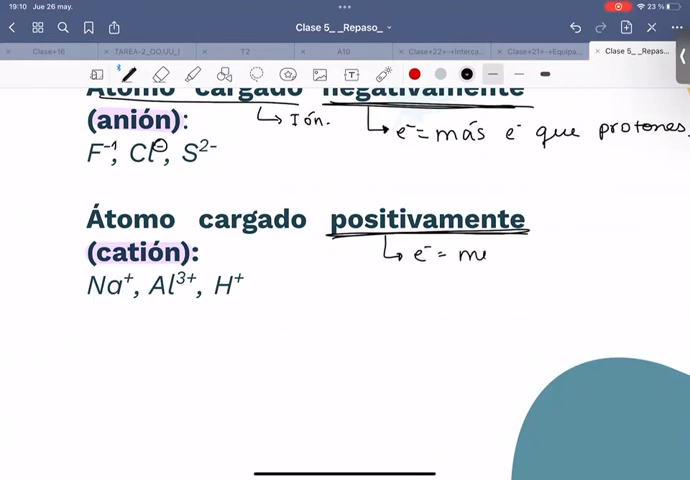 19:10 Jue 26 may.
23 %
Clase 5_ _Repaso_
Clase+16
TAREA-2_OO.UU_(
T2
A10
Clase+22+-+Interca...
Clase+21+-+Equipa...
Clase 5_ _Repas...
Átomo cargado negativamente
(anión):
↳ Ión.
↳ e⁻ = más e⁻ que protones.
F⁻¹, Cl⊖, S²⁻
Átomo cargado positivamente
(catión):
↳ e⁻ = me
Na⁺, Al³⁺, H⁺